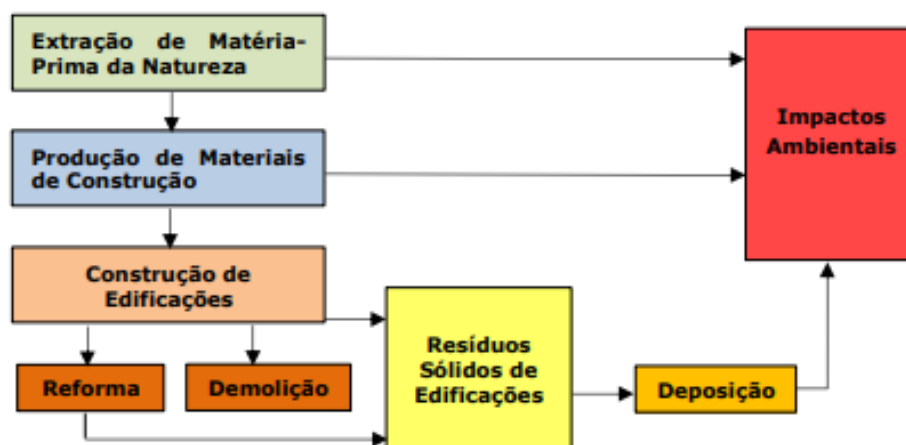 Extração de Matéria-
Prima da Natureza
Impactos
Ambientais
Produção de Materiais
de Construção
Construção de
Edificações
Resíduos
Sólidos de
Edificações
Reforma
Demolição
Deposição